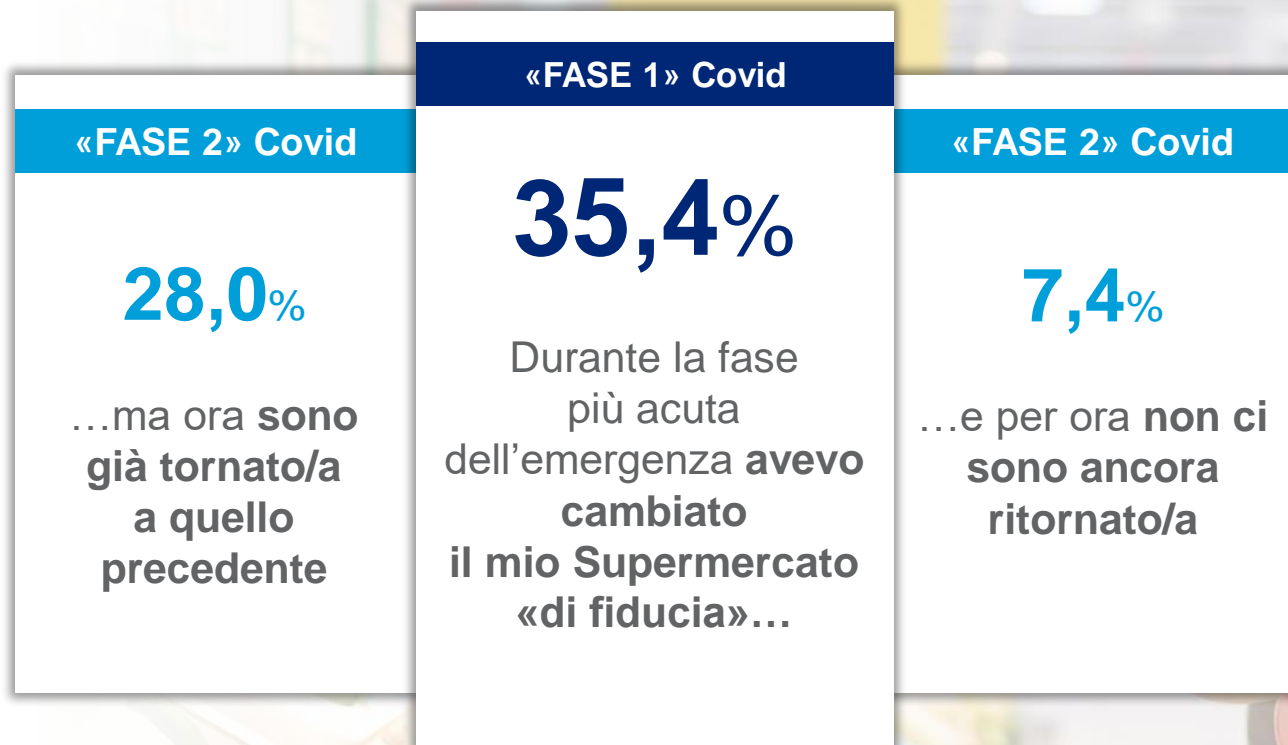 «FASE 2» Covid
28,0%
…ma ora sono
già tornato/a
a quello
precedente
«FASE 1» Covid
35,4%
Durante la fase
più acuta
dell’emergenza avevo
cambiato
il mio Supermercato
«di fiducia»…
«FASE 2» Covid
7,4%
…e per ora non ci
sono ancora
ritornato/a